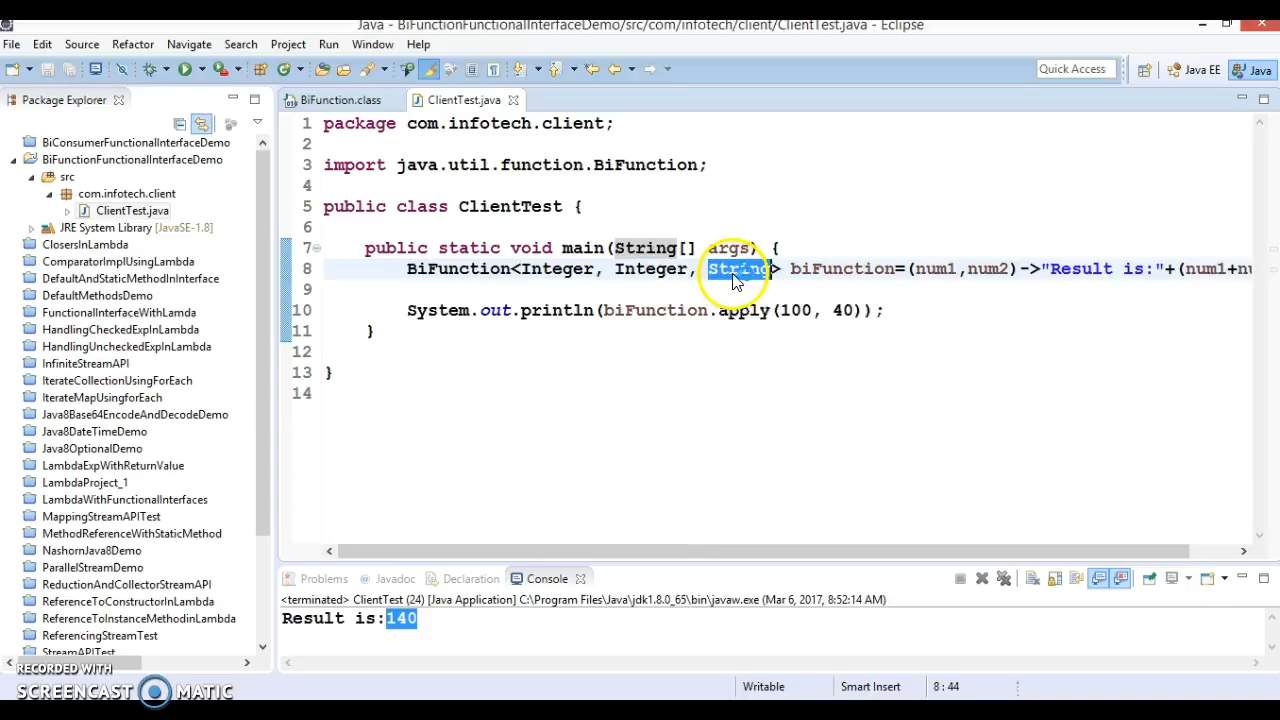 Java - BiFunctionFunctionalInterfaceDemo/src/com/infotech/client/ClientTest.java - Eclipse
File Edit Source Refactor Navigate Search Project Run Window Help
Quick Access Java EE Java
Package Explorer BiFunction.class ClientTest.java
BiConsumerFunctionalInterfaceDemo
BiFunctionFunctionalInterfaceDemo
src
com.infotech.client
ClientTest.java
JRE System Library [JavaSE-1.8]
ClosersInLambda
ComparatorImplUsingLambda
DefaultAndStaticMethodInInterface
DefaultMethodsDemo
FunctionalInterfaceWithLamda
HandlingCheckedExpInLambda
HandlingUncheckedExpInLambda
InfiniteStreamAPI
IterateCollectionUsingForEach
IterateMapUsingforEach
Java8Base64EncodeAndDecodeDemo
Java8DateTimeDemo
Java8OptionalDemo
LambdaExpWithReturnValue
LambdaProject_1
LambdaWithFunctionalInterfaces
MappingStreamAPITest
MethodReferenceWithStaticMethod
NashornJava8Demo
ParallelStreamDemo
ReductionAndCollectorStreamAPI
ReferenceToConstructorInLambda
ReferenceToInstanceMethodinLambda
ReferencingStreamTest
StreamAPITest
1 package com.infotech.client;
2
3 import java.util.function.BiFunction;
4
5 public class ClientTest {
6
7 public static void main(String[] args) {
8 BiFunction<Integer, Integer, String> biFunction=(num1,num2)->"Result is:"+(num1+nu
9
10 System.out.println(biFunction.apply(100, 40));
11 }
12
13 }
14
Problems @ Javadoc Declaration Console
<terminated> ClientTest (24) [Java Application] C:\Program Files\Java\jdk1.8.0_65\bin\javaw.exe (Mar 6, 2017, 8:52:14 AM)
Result is:140
Writable Smart Insert 8 : 44
RECORDED WITH
SCREENCAST MATIC